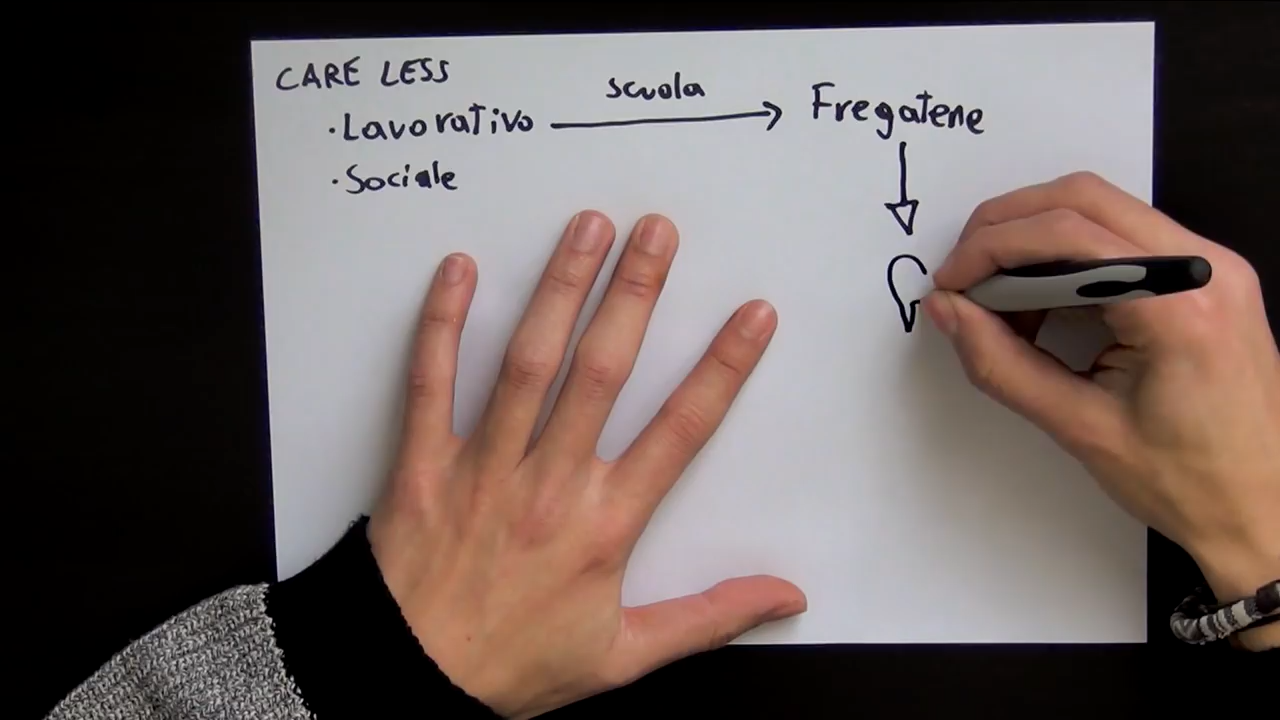 CARE LESS
scuola
· Lavorativo → Fregatene
· Sociale